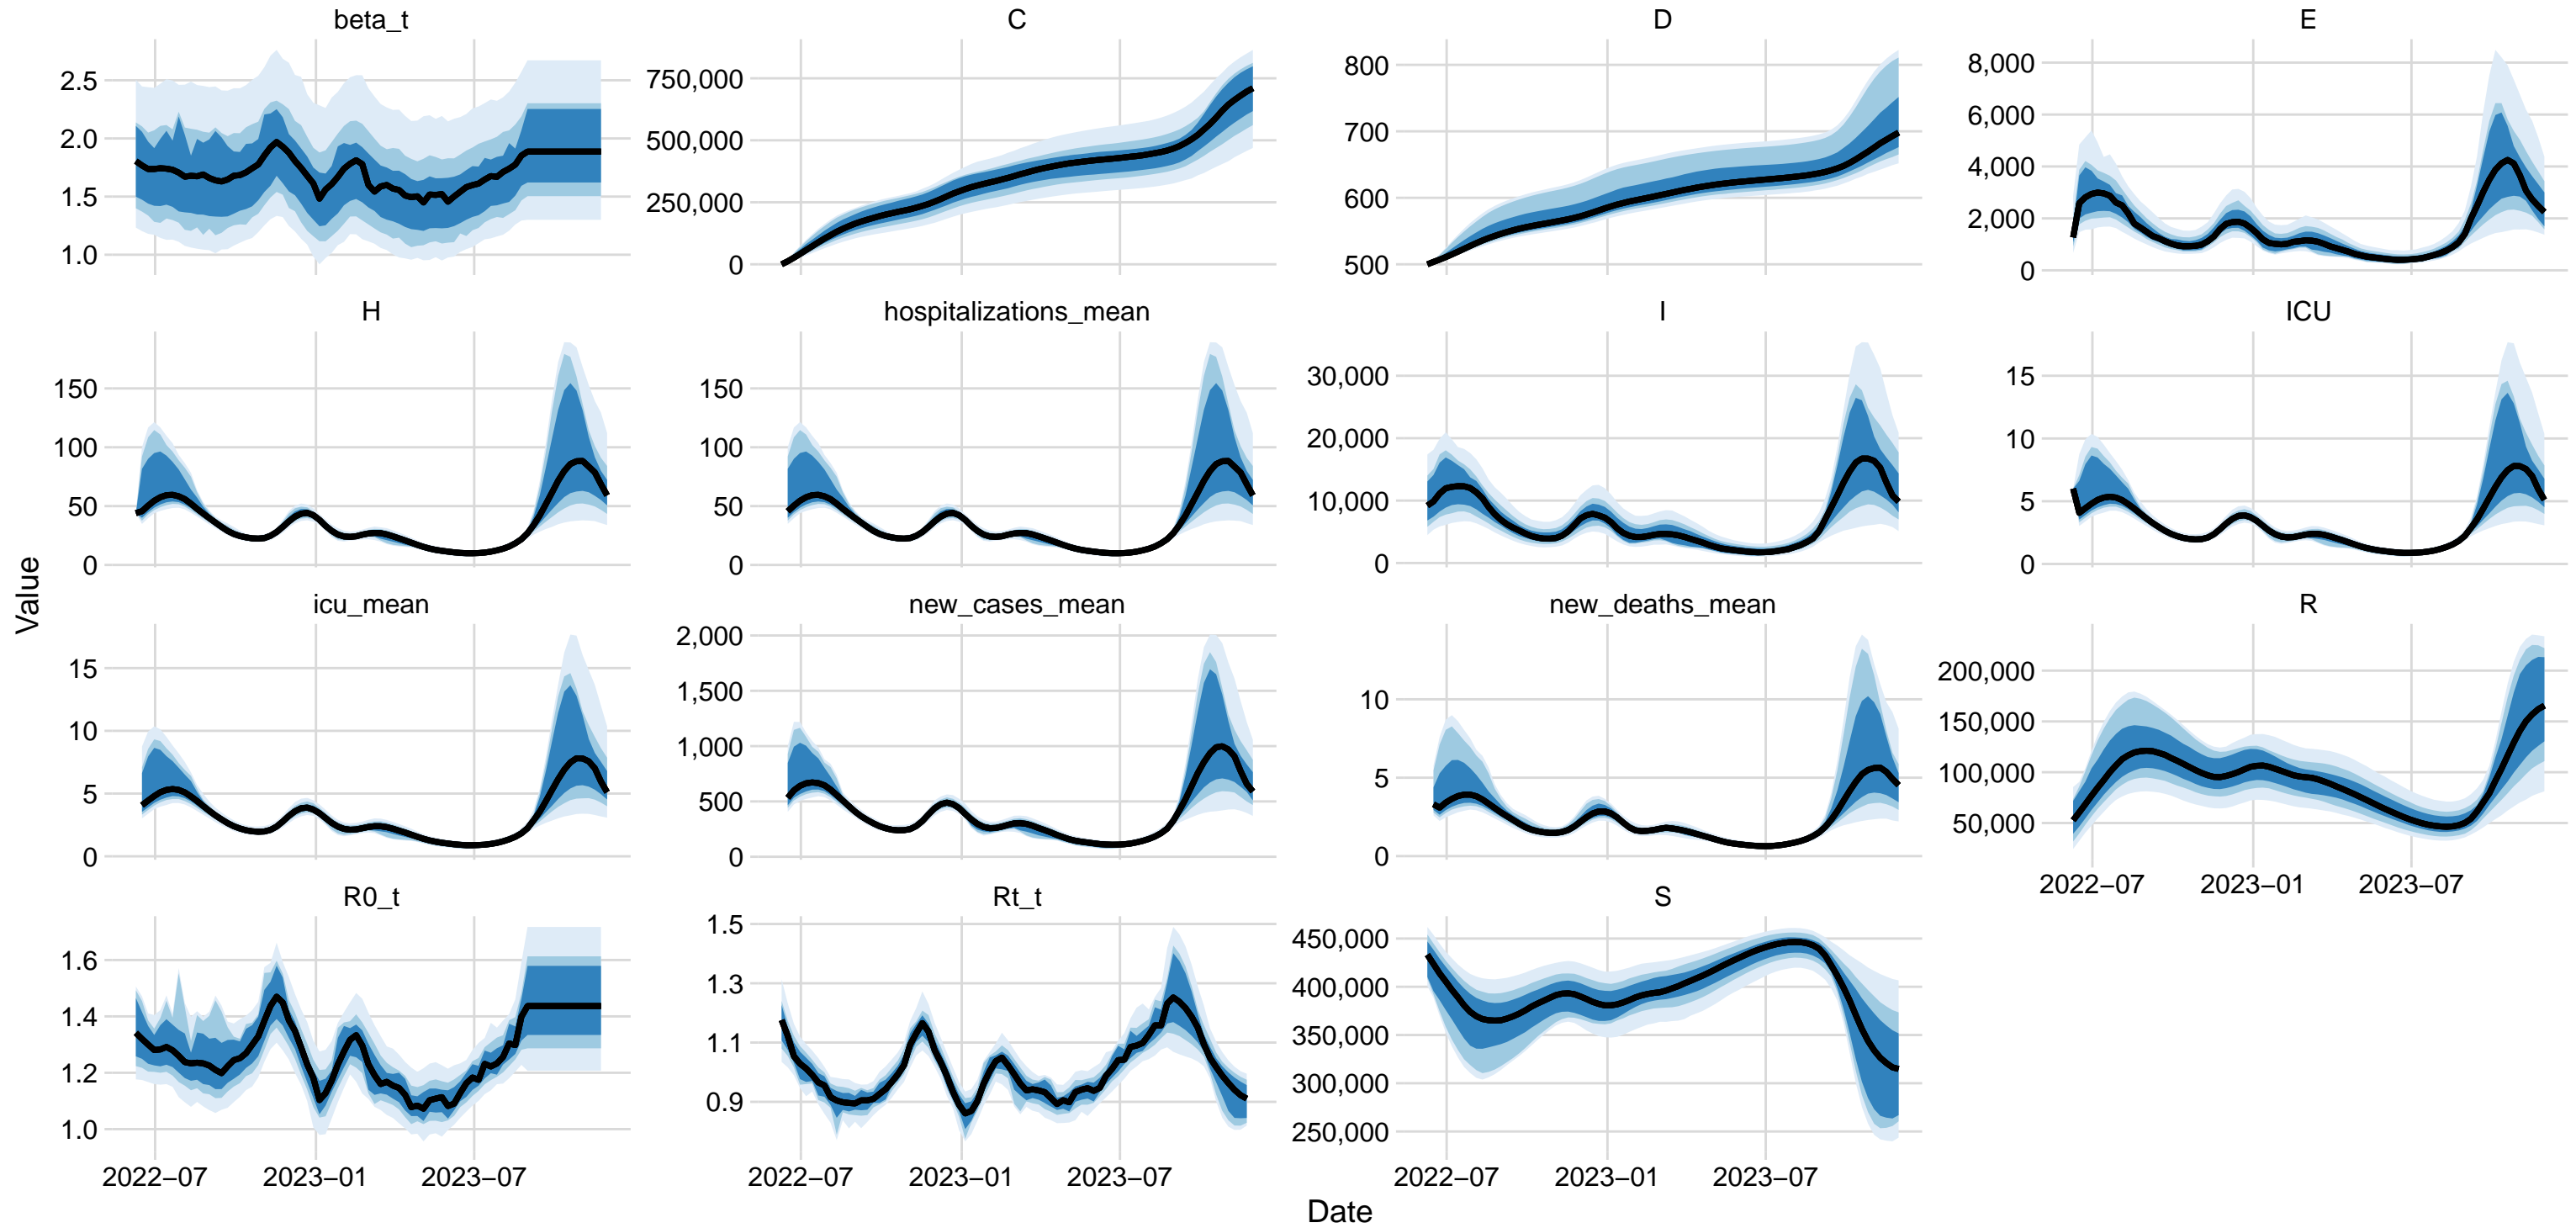 beta_t
C
D
E
2.5
2.0
1.5
1.0
750,000
500,000
250,000
0
800
700
600
500
8,000
6,000
4,000
2,000
0
H
hospitalizations_mean
I
ICU
150
100
50
0
150
100
50
0
30,000
20,000
10,000
0
15
10
5
0
Value
icu_mean
new_cases_mean
new_deaths_mean
R
15
10
5
0
2,000
1,500
1,000
500
0
10
5
0
200,000
150,000
100,000
50,000
2022−07 2023−01 2023−07
R0_t
Rt_t
S
1.6
1.4
1.2
1.0
1.5
1.3
1.1
0.9
450,000
400,000
350,000
300,000
250,000
2022−07 2023−01 2023−07
2022−07 2023−01 2023−07
2022−07 2023−01 2023−07
Date